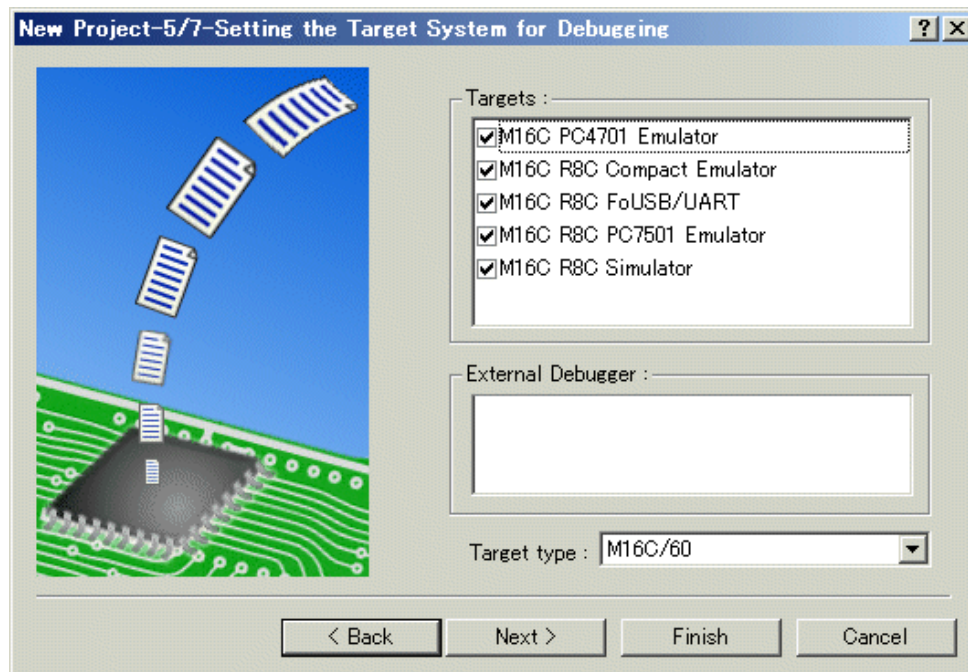 New Project-5/7-Setting the Target System for Debugging
Targets :
M16C PC4701 Emulator
M16C R8C Compact Emulator
M16C R8C FoUSB/UART
M16C R8C PC7501 Emulator
M16C R8C Simulator
External Debugger :
Target type : M16C/60
< Back Next > Finish Cancel